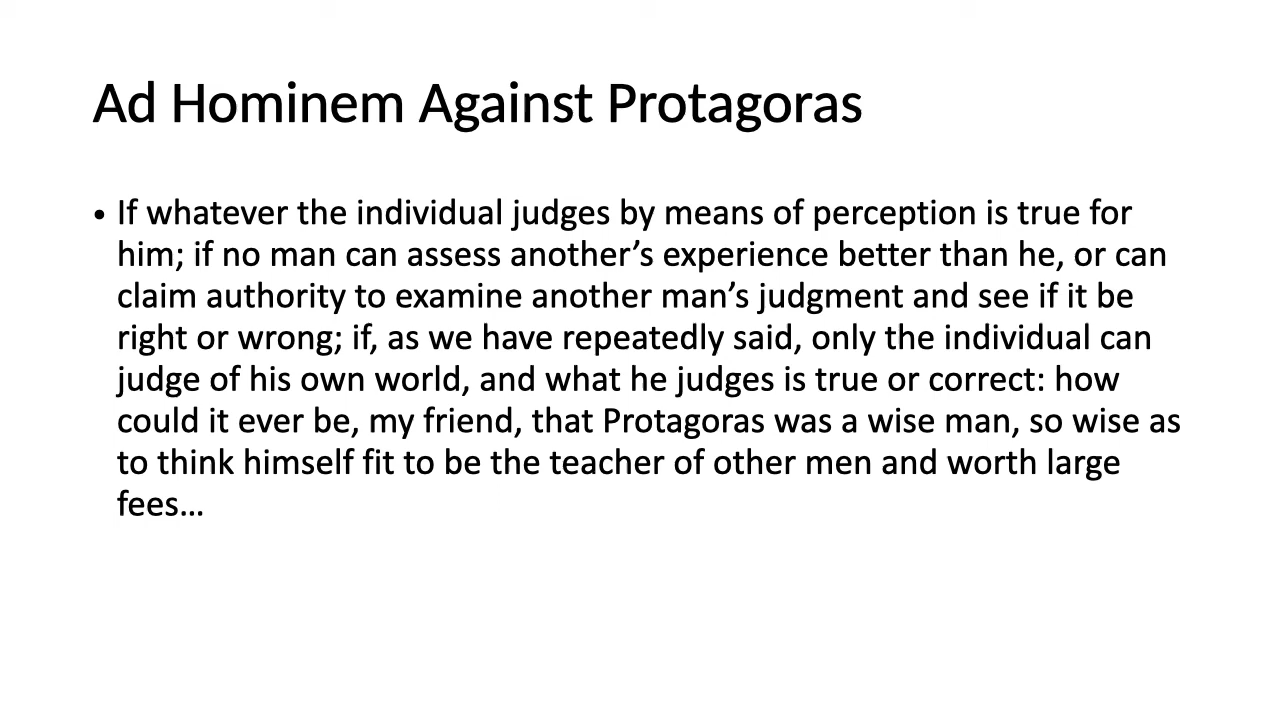 Ad Hominem Against Protagoras
• If whatever the individual judges by means of perception is true for
him; if no man can assess another’s experience better than he, or can
claim authority to examine another man’s judgment and see if it be
right or wrong; if, as we have repeatedly said, only the individual can
judge of his own world, and what he judges is true or correct: how
could it ever be, my friend, that Protagoras was a wise man, so wise as
to think himself fit to be the teacher of other men and worth large
fees…